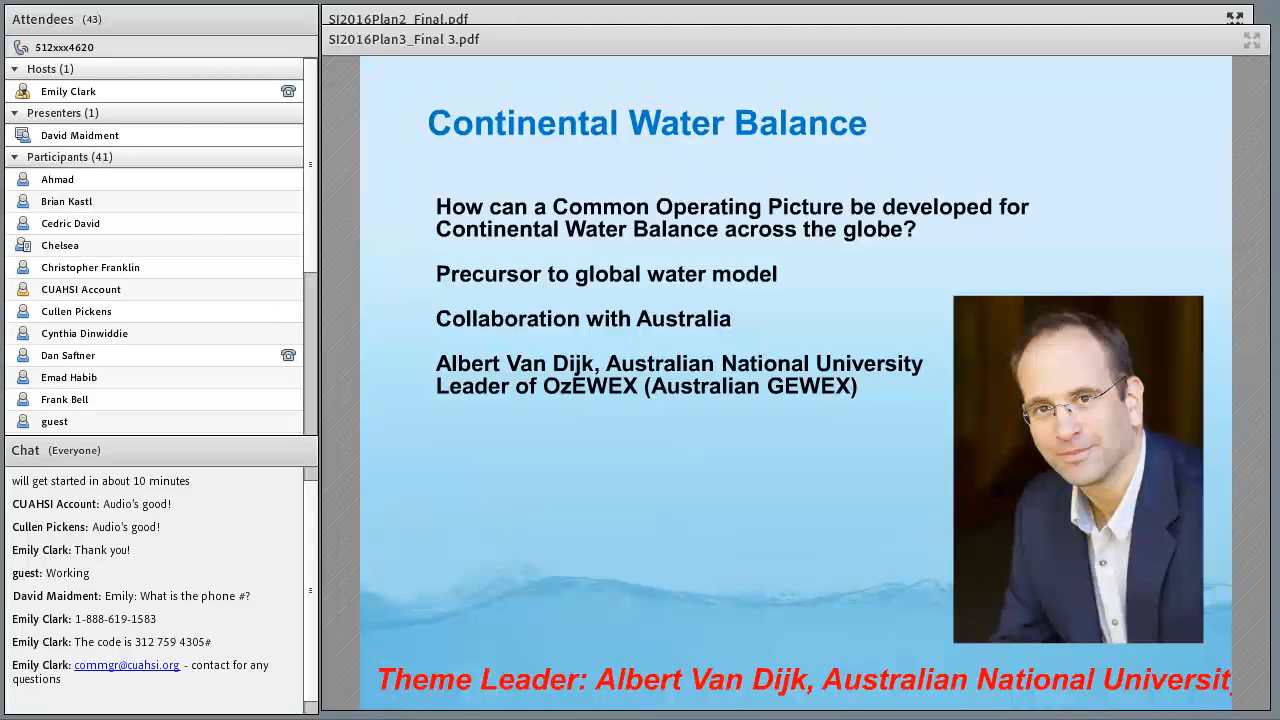 Attendees (43)
512xxx4620
Hosts (1)
Emily Clark
Presenters (1)
David Maidment
Participants (41)
Ahmad
Brian Kastl
Cedric David
Chelsea
Christopher Franklin
CUAHSI Account
Cullen Pickens
Cynthia Dinwiddie
Dan Saftner
Emad Habib
Frank Bell
guest
Chat (Everyone)
will get started in about 10 minutes
CUAHSI Account: Audio's good!
Cullen Pickens: Audio's good!
Emily Clark: Thank you!
guest: Working
David Maidment: Emily: What is the phone #?
Emily Clark: 1-888-619-1583
Emily Clark: The code is 312 759 4305#
Emily Clark: commgr@cuahsi.org - contact for any
questions
SI2016Plan2_Final.pdf
SI2016Plan3_Final 3.pdf
Continental Water Balance
How can a Common Operating Picture be developed for
Continental Water Balance across the globe?
Precursor to global water model
Collaboration with Australia
Albert Van Dijk, Australian National University
Leader of OzEWEX (Australian GEWEX)
Theme Leader: Albert Van Dijk, Australian National University